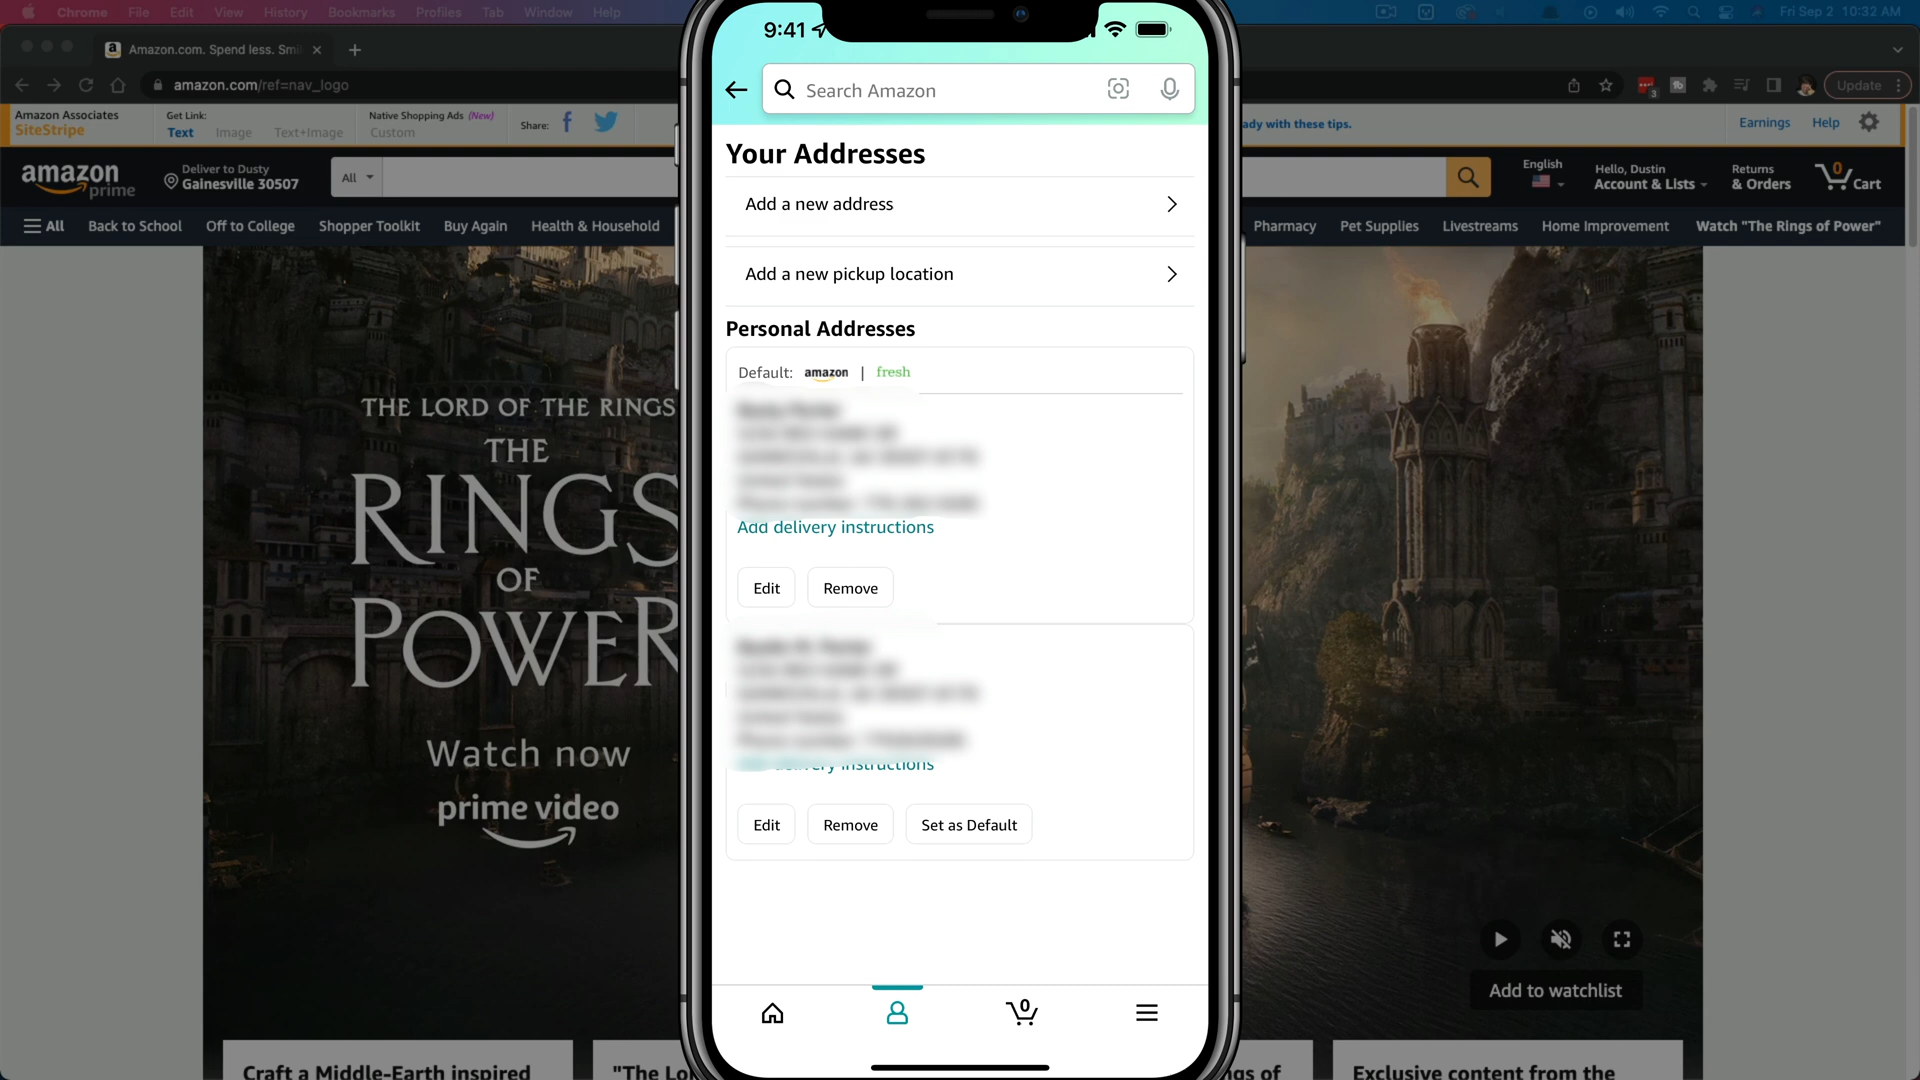 Chrome File Edit View History Bookmarks Profiles Tab Window Help
Fri Sep 2 10:32 AM
Amazon.com. Spend less. Smi
amazon.com/ref=nav_logo
Update
Amazon Associates
SiteStripe
Get Link:
Text Image Text+Image
Native Shopping Ads (New)
Custom
Share:
ady with these tips.
Earnings Help
amazon
prime
Deliver to Dusty
Gainesville 30507
All
English
Hello, Dustin
Account & Lists
Returns
& Orders
0
Cart
All Back to School Off to College Shopper Toolkit Buy Again Health & Household
Pharmacy Pet Supplies Livestreams Home Improvement Watch "The Rings of Power"
THE LORD OF THE RINGS
THE
RINGS
OF
POWER
Watch now
prime video
Add to watchlist
Craft a Middle-Earth inspired
"The Lo
ngs of
Exclusive content from the
9:41
Search Amazon
Your Addresses
Add a new address
Add a new pickup location
Personal Addresses
Default: amazon | fresh
Add delivery instructions
Edit Remove
delivery instructions
Edit Remove Set as Default
0